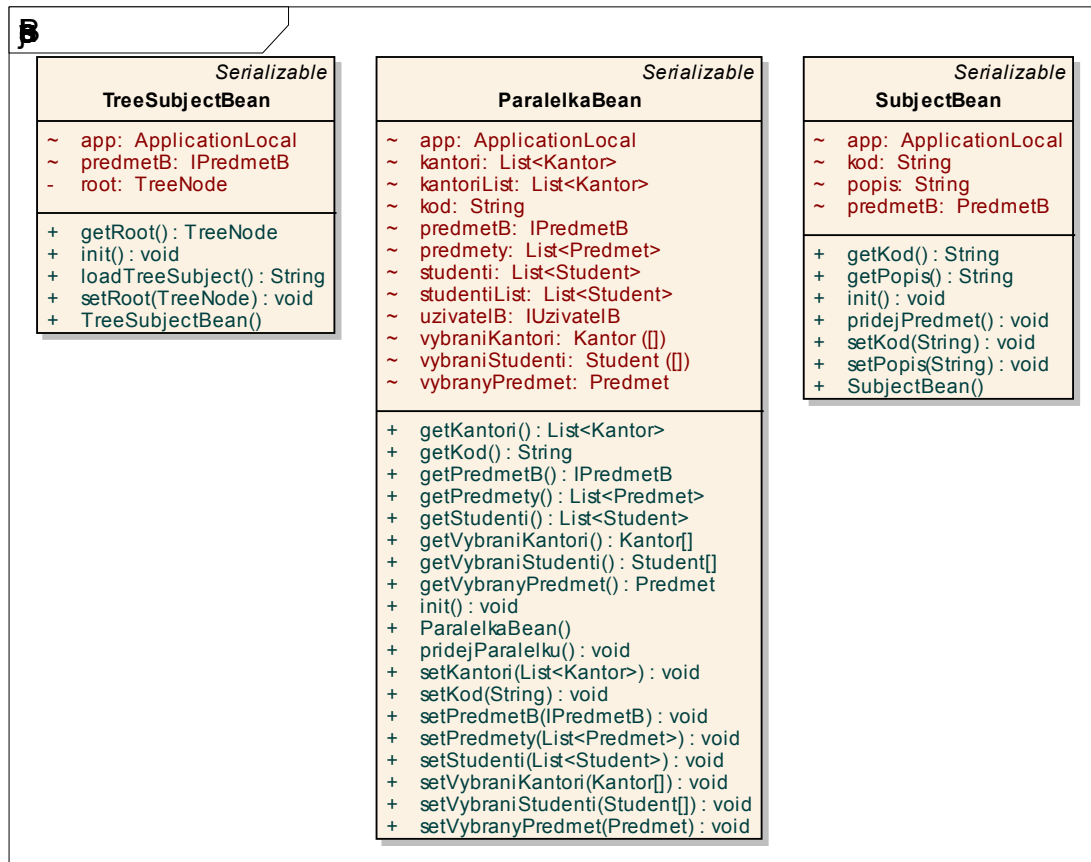 Serializable
TreeSubjectBean
~ app: ApplicationLocal
~ predmetB: IPredmetB
- root: TreeNode
+ getRoot() : TreeNode
+ init() : void
+ loadTreeSubject() : String
+ setRoot(TreeNode) : void
+ TreeSubjectBean()
Serializable
ParalelkaBean
~ app: ApplicationLocal
~ kantori: List<Kantor>
~ kantoriList: List<Kantor>
~ kod: String
~ predmetB: IPredmetB
~ predmety: List<Predmet>
~ studenti: List<Student>
~ studentiList: List<Student>
~ uzivatelB: IUzivatelB
~ vybraniKantori: Kantor ([])
~ vybraniStudenti: Student ([])
~ vybranyPredmet: Predmet
+ getKantori() : List<Kantor>
+ getKod() : String
+ getPredmetB() : IPredmetB
+ getPredmety() : List<Predmet>
+ getStudenti() : List<Student>
+ getVybraniKantori() : Kantor[]
+ getVybraniStudenti() : Student[]
+ getVybranyPredmet() : Predmet
+ init() : void
+ ParalelkaBean()
+ pridejParalelku() : void
+ setKantori(List<Kantor>) : void
+ setKod(String) : void
+ setPredmetB(IPredmetB) : void
+ setPredmety(List<Predmet>) : void
+ setStudenti(List<Student>) : void
+ setVybraniKantori(Kantor[]) : void
+ setVybraniStudenti(Student[]) : void
+ setVybranyPredmet(Predmet) : void
Serializable
SubjectBean
~ app: ApplicationLocal
~ kod: String
~ popis: String
~ predmetB: PredmetB
+ getKod() : String
+ getPopis() : String
+ init() : void
+ pridejPredmet() : void
+ setKod(String) : void
+ setPopis(String) : void
+ SubjectBean()